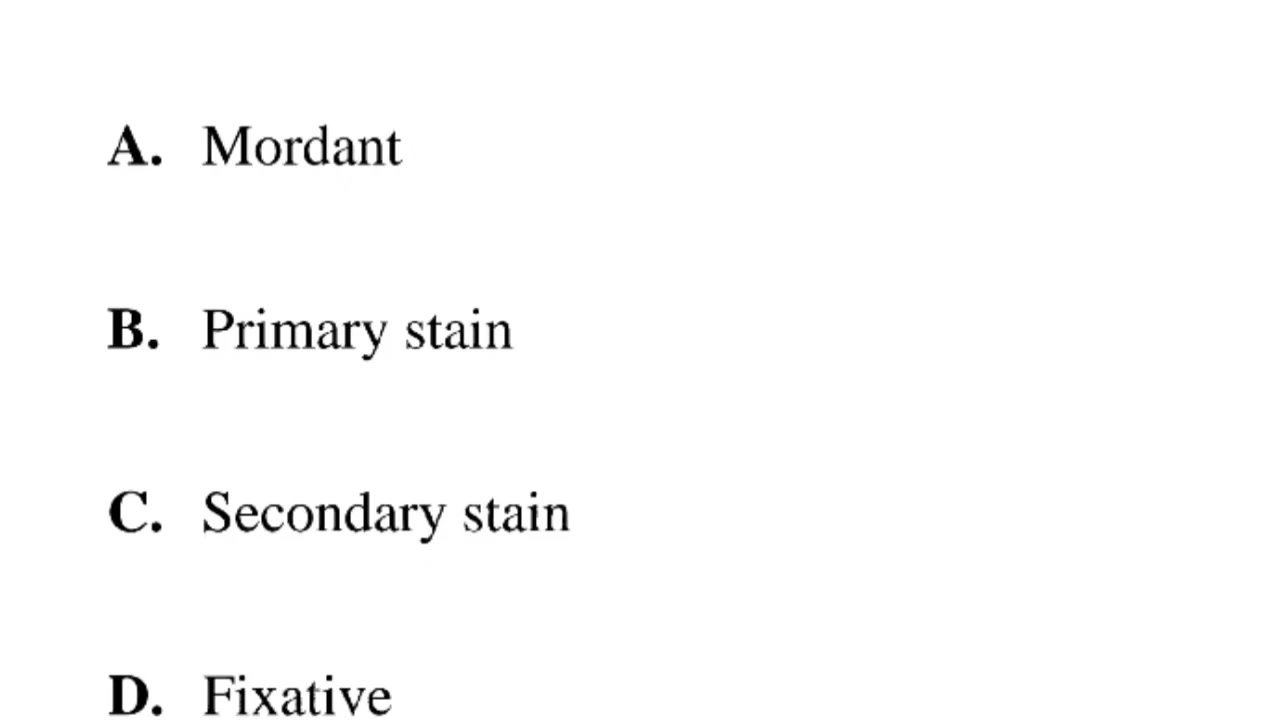 A. Mordant
B. Primary stain
C. Secondary stain
D. Fixative